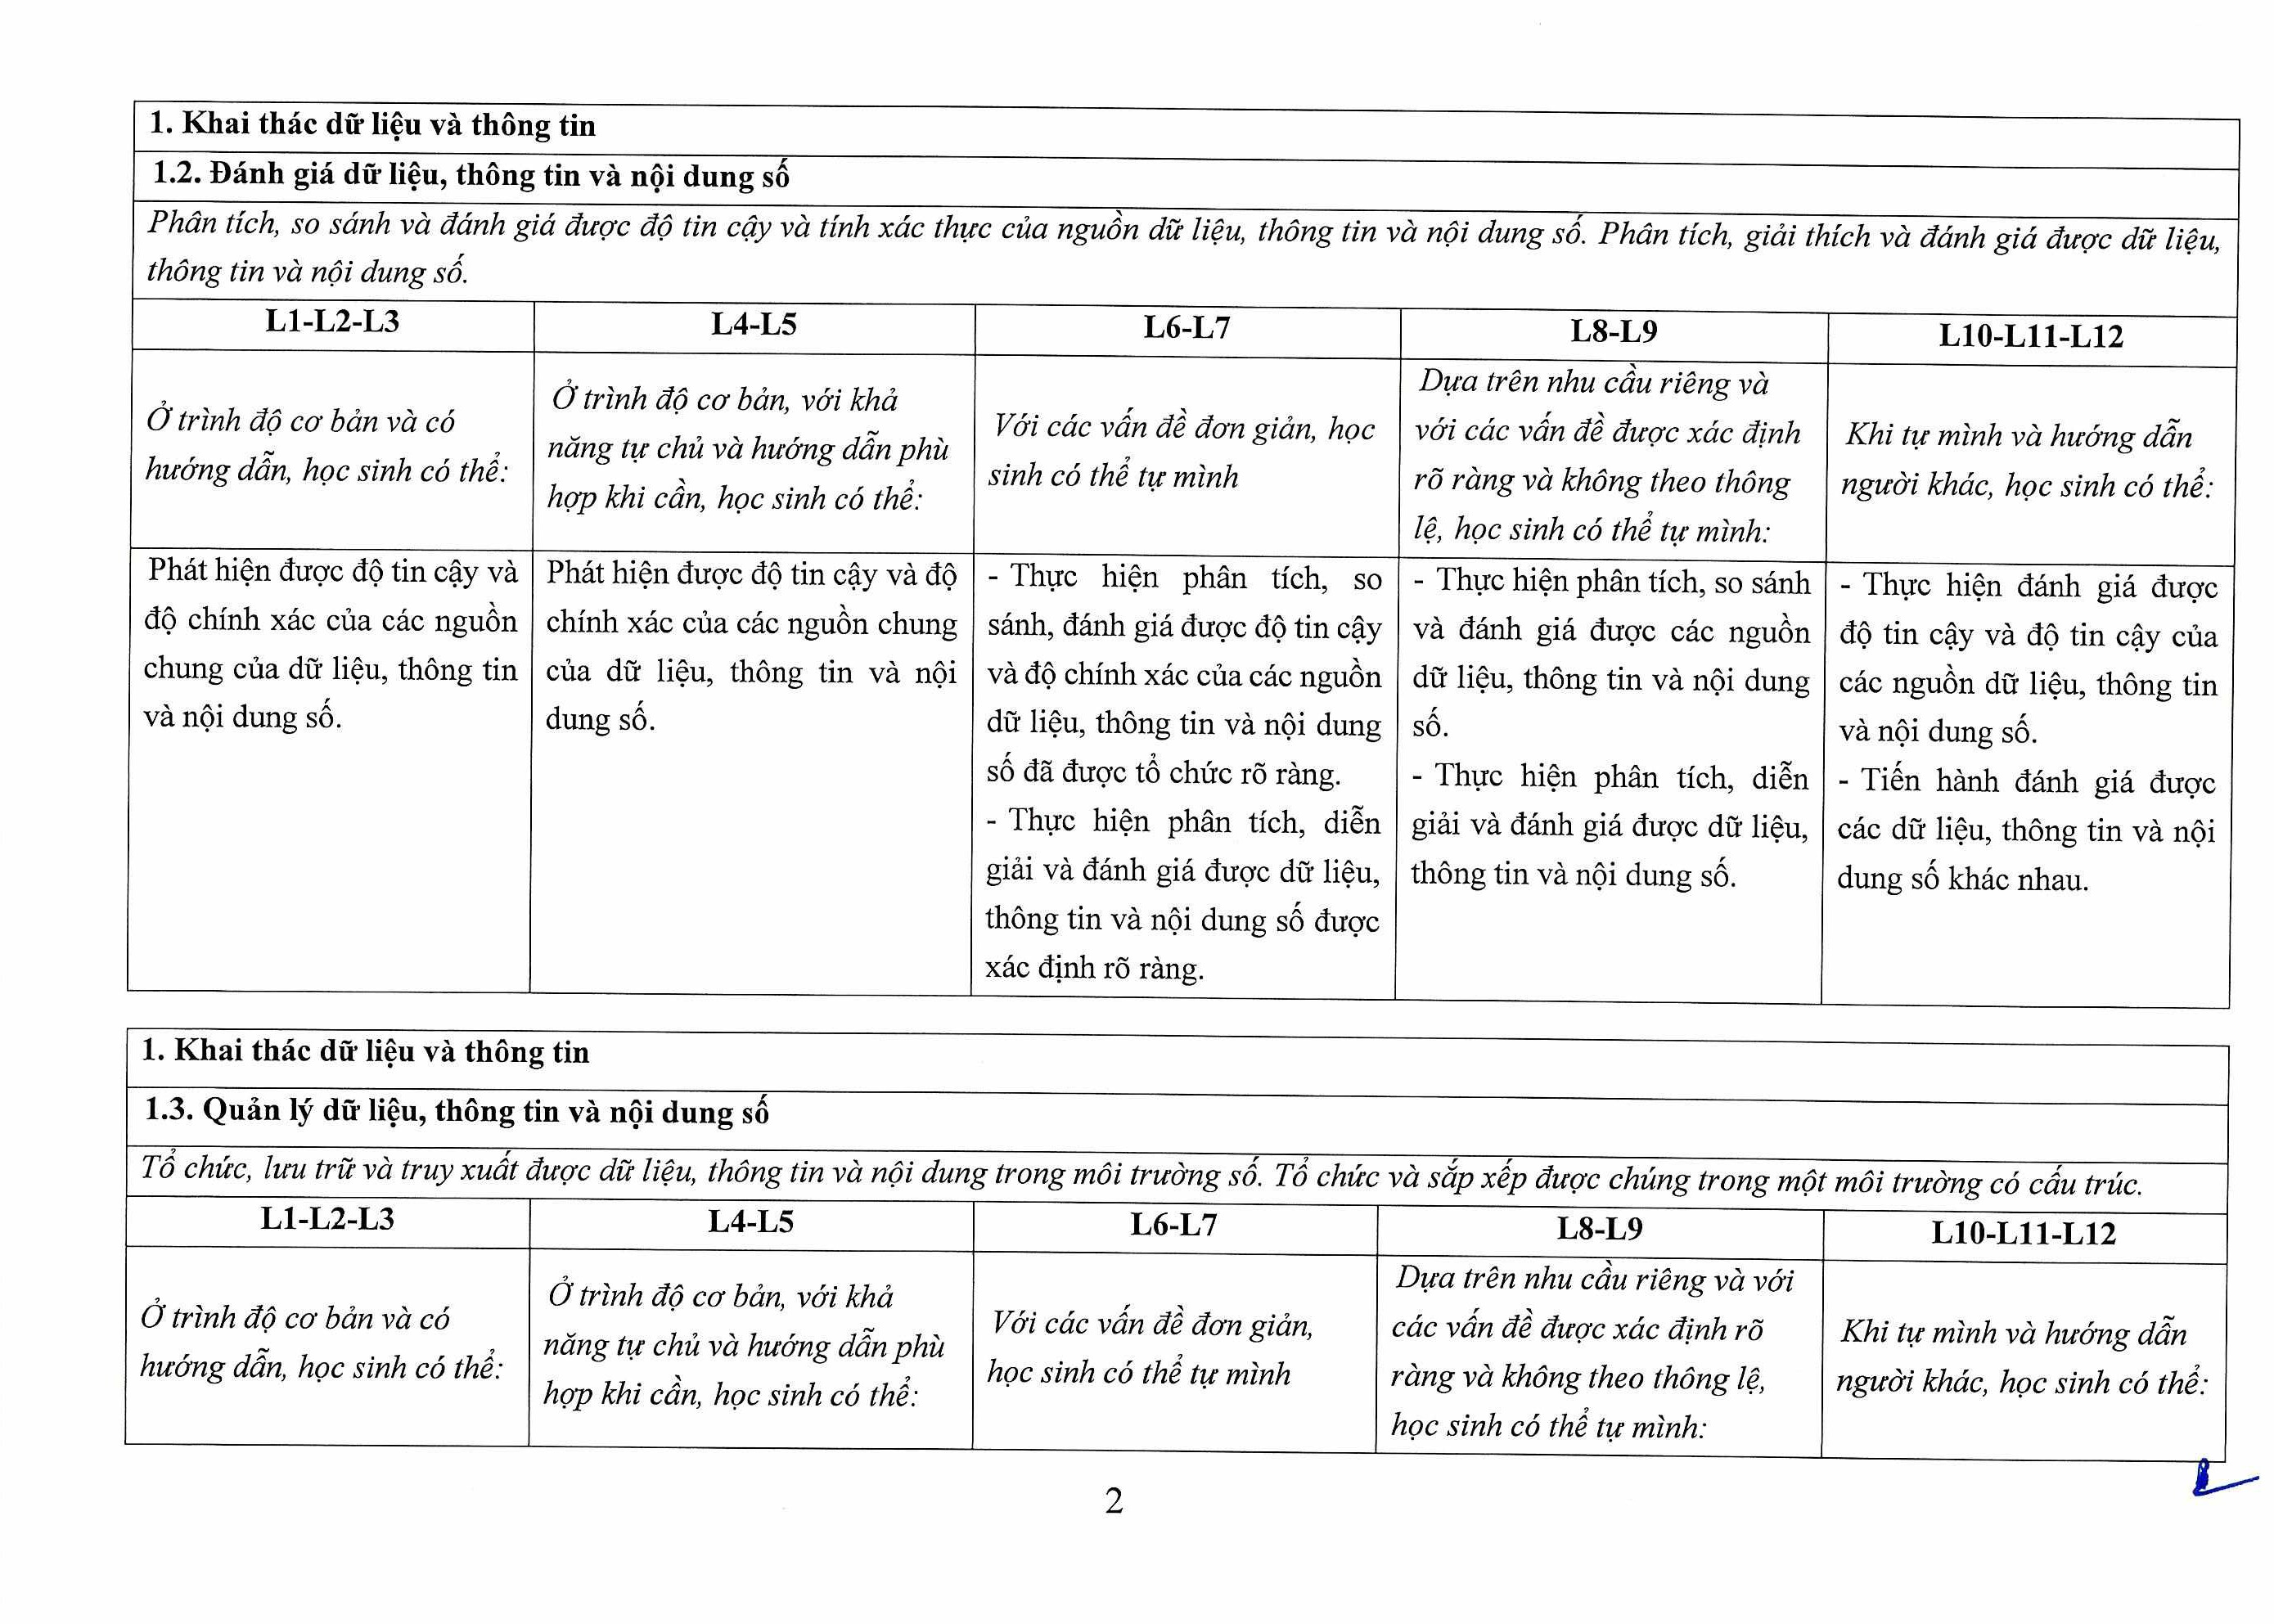 1. Khai thác dữ liệu và thông tin
1.2. Đánh giá dữ liệu, thông tin và nội dung số
Phân tích, so sánh và đánh giá được độ tin cậy và tính xác thực của nguồn dữ liệu, thông tin và nội dung số. Phân tích, giải thích và đánh giá được dữ liệu,
thông tin và nội dung số.
L1-L2-L3
L4-L5
L6-L7
L8-L9
L10-L11-L12
Ở trình độ cơ bản và có
hướng dẫn, học sinh có thể:
Ở trình độ cơ bản, với khả
năng tự chủ và hướng dẫn phù
hợp khi cần, học sinh có thể:
Với các vấn đề đơn giản, học
sinh có thể tự mình
Dựa trên nhu cầu riêng và
với các vấn đề được xác định
rõ ràng và không theo thông
lệ, học sinh có thể tự mình:
Khi tự mình và hướng dẫn
người khác, học sinh có thể:
Phát hiện được độ tin cậy và
độ chính xác của các nguồn
chung của dữ liệu, thông tin
và nội dung số.
Phát hiện được độ tin cậy và độ
chính xác của các nguồn chung
của dữ liệu, thông tin và nội
dung số.
- Thực hiện phân tích, so
sánh, đánh giá được độ tin cậy
và độ chính xác của các nguồn
dữ liệu, thông tin và nội dung
số đã được tổ chức rõ ràng.
- Thực hiện phân tích, diễn
giải và đánh giá được dữ liệu,
thông tin và nội dung số được
xác định rõ ràng.
- Thực hiện phân tích, so sánh
và đánh giá được các nguồn
dữ liệu, thông tin và nội dung
số.
- Thực hiện phân tích, diễn
giải và đánh giá được dữ liệu,
thông tin và nội dung số.
- Thực hiện đánh giá được
độ tin cậy và độ tin cậy của
các nguồn dữ liệu, thông tin
và nội dung số.
- Tiến hành đánh giá được
các dữ liệu, thông tin và nội
dung số khác nhau.
1. Khai thác dữ liệu và thông tin
1.3. Quản lý dữ liệu, thông tin và nội dung số
Tổ chức, lưu trữ và truy xuất được dữ liệu, thông tin và nội dung trong môi trường số. Tổ chức và sắp xếp được chúng trong một môi trường có cấu trúc.
L1-L2-L3
L4-L5
L6-L7
L8-L9
L10-L11-L12
Ở trình độ cơ bản và có
hướng dẫn, học sinh có thể:
Ở trình độ cơ bản, với khả
năng tự chủ và hướng dẫn phù
hợp khi cần, học sinh có thể:
Với các vấn đề đơn giản,
học sinh có thể tự mình
Dựa trên nhu cầu riêng và với
các vấn đề được xác định rõ
ràng và không theo thông lệ,
học sinh có thể tự mình:
Khi tự mình và hướng dẫn
người khác, học sinh có thể:
2